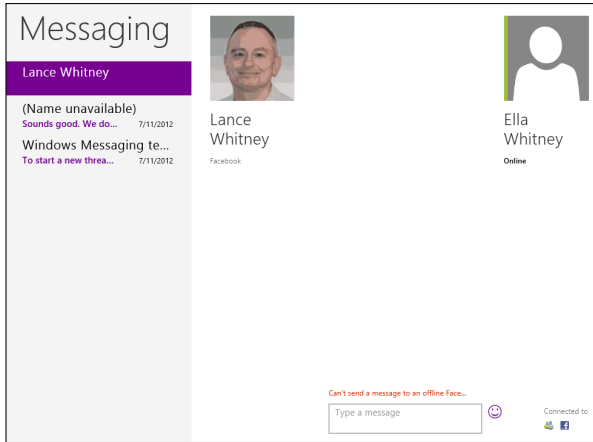 Messaging
Lance Whitney
(Name unavailable)
Sounds good. We do... 7/11/2012
Windows Messaging te...
To start a new threa... 7/11/2012
Lance
Whitney
Facebook
Ella
Whitney
Online
Can't send a message to an offline Face...
Type a message
Connected to